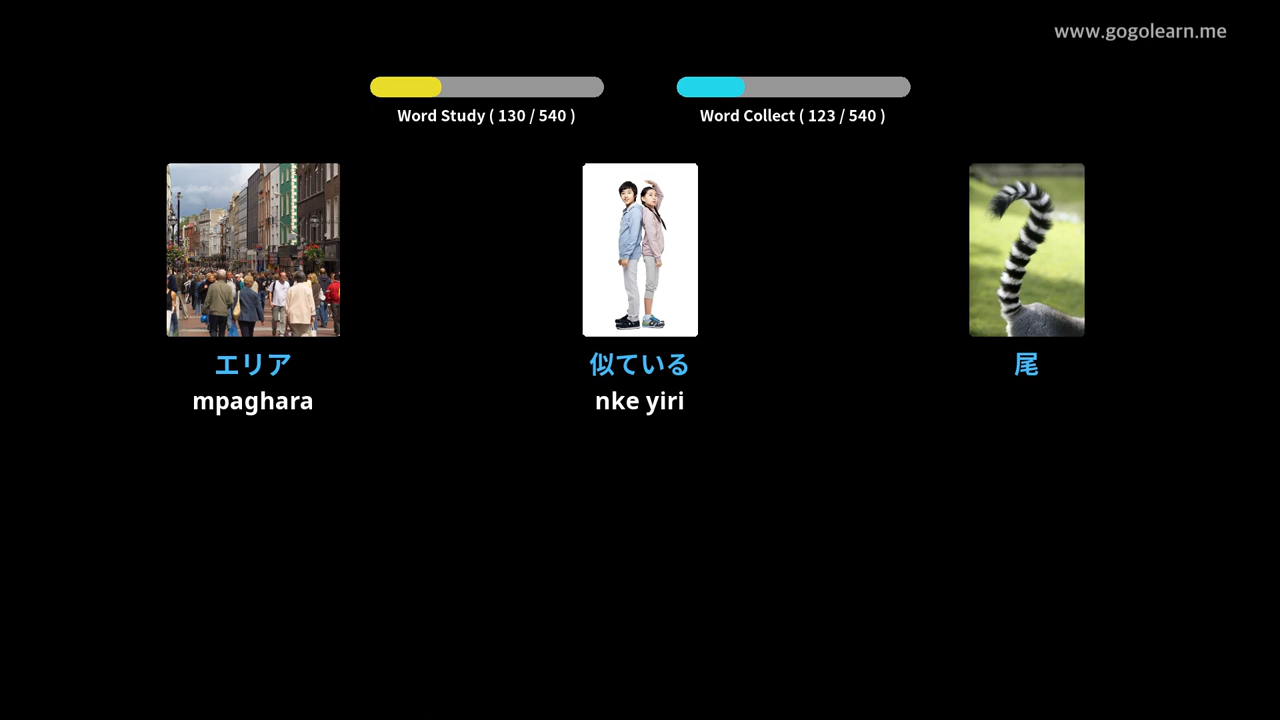 www.gogolearn.me
Word Study ( 130 / 540 )
Word Collect ( 123 / 540 )
エリア
mpaghara
似ている
nke yiri
尾